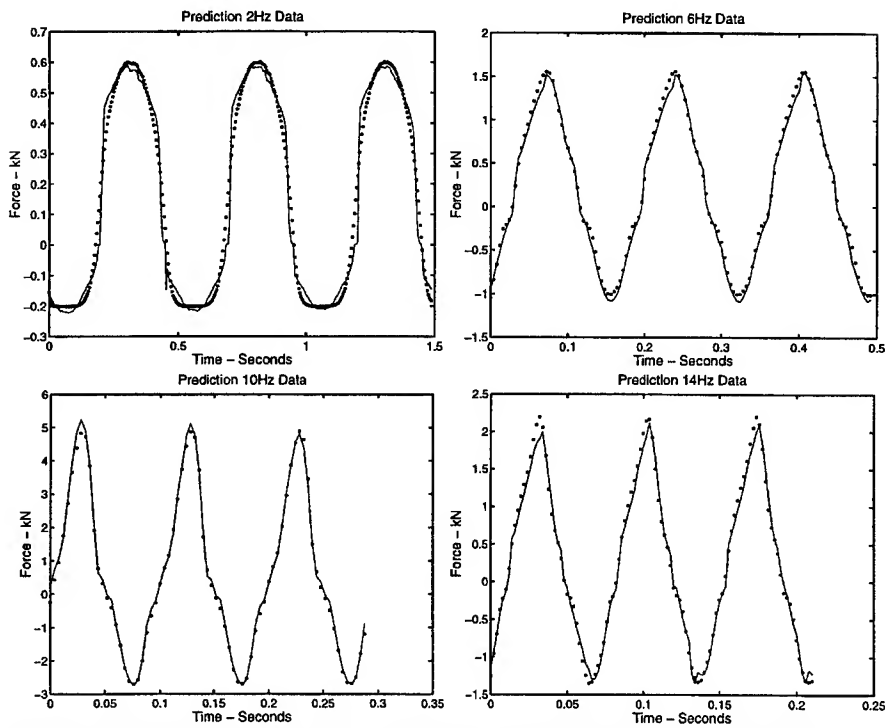 Prediction 2Hz Data
0.7
0.6
0.5
0.4
0.3
0.2
0.1
0
−0.1
−0.2
−0.3
Force – kN
0 0.5 1 1.5
Time – Seconds
Prediction 6Hz Data
2
1.5
1
0.5
0
−0.5
−1
−1.5
Force – kN
0 0.1 0.2 0.3 0.4 0.5
Time – Seconds
Prediction 10Hz Data
6
5
4
3
2
1
0
−1
−2
−3
Force – kN
0 0.05 0.1 0.15 0.2 0.25 0.3 0.35
Time – Seconds
Prediction 14Hz Data
2.5
2
1.5
1
0.5
0
−0.5
−1
−1.5
Force – kN
0 0.05 0.1 0.15 0.2 0.25
Time – Seconds